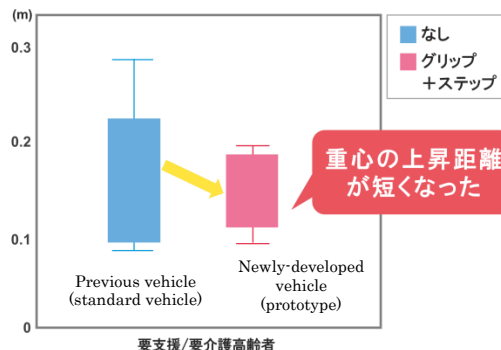 (m)
0.3
0.2
0.1
0
なし
グリップ
+ステップ
重心の上昇距離
が短くなった
Previous vehicle
(standard vehicle)
Newly-developed
vehicle
(prototype)
要支援/要介護高齢者